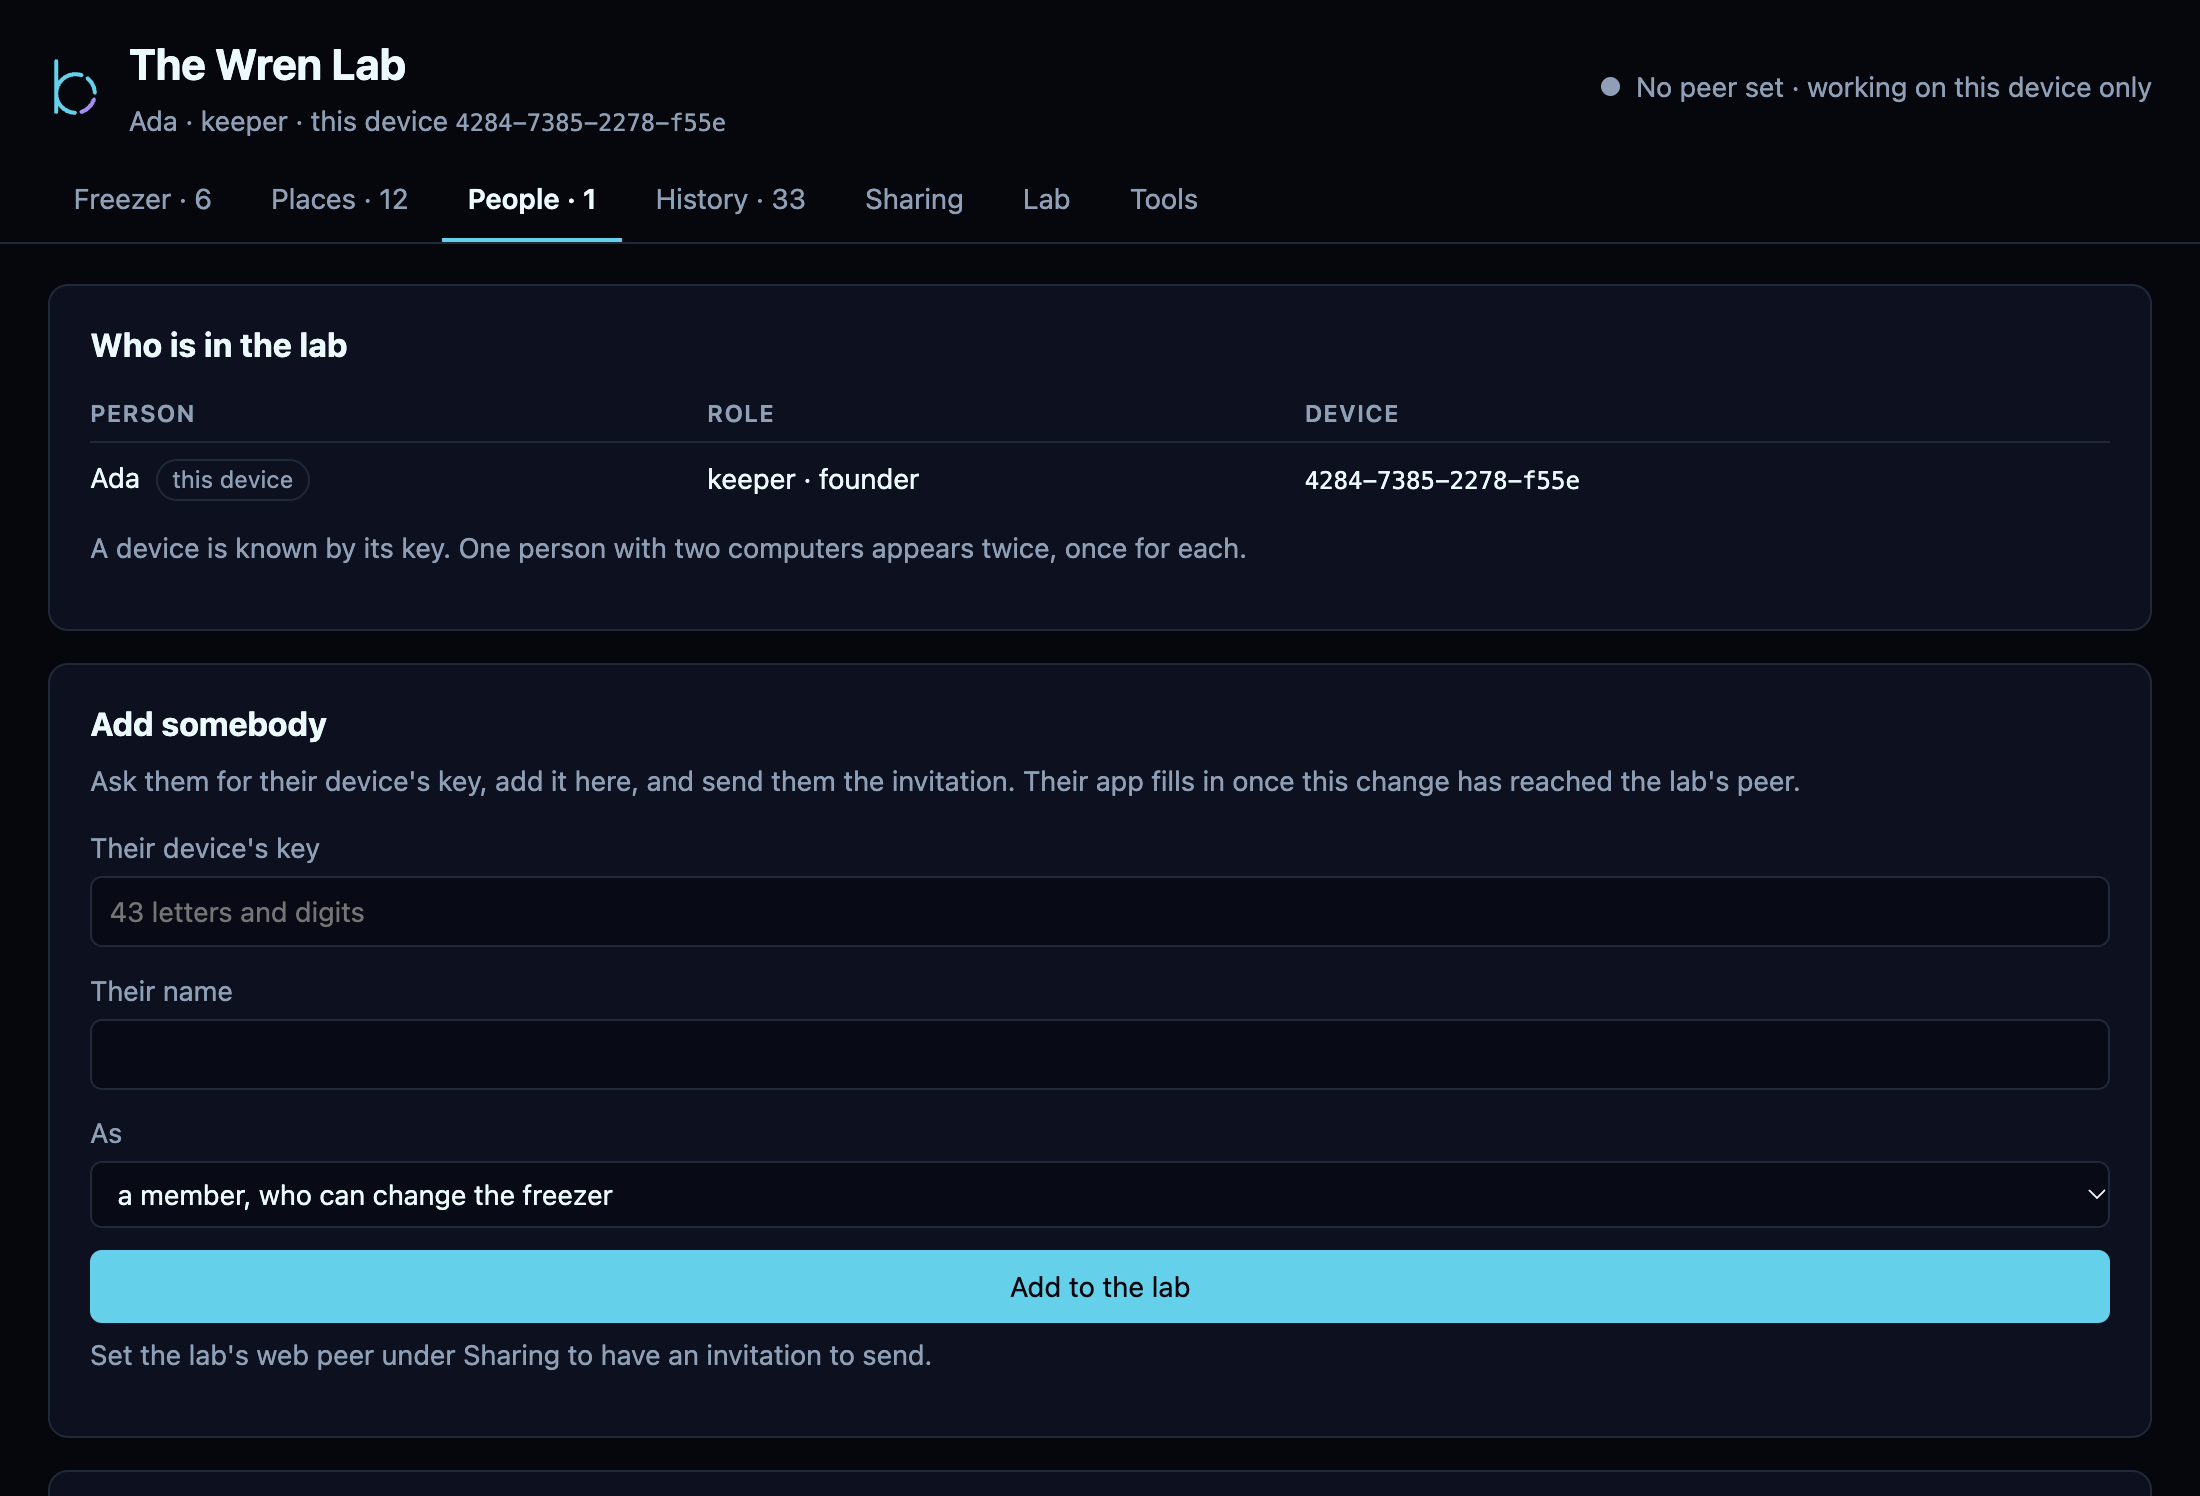 The Wren Lab
Ada · keeper · this device 4284-7385-2278-f55e
No peer set · working on this device only
Freezer · 6
Places · 12
People · 1
History · 33
Sharing
Lab
Tools
Who is in the lab
PERSON ROLE DEVICE
Ada this device keeper · founder 4284-7385-2278-f55e
A device is known by its key. One person with two computers appears twice, once for each.
Add somebody
Ask them for their device's key, add it here, and send them the invitation. Their app fills in once this change has reached the lab's peer.
Their device's key
43 letters and digits
Their name
As
a member, who can change the freezer
Add to the lab
Set the lab's web peer under Sharing to have an invitation to send.